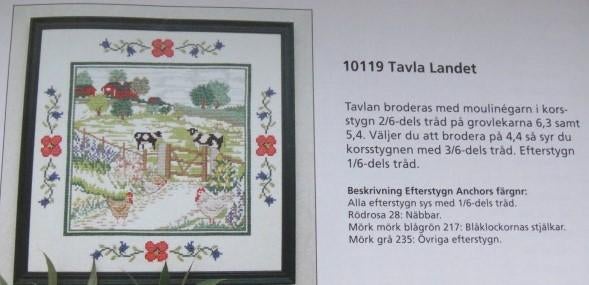 10119 Tavla Landet
Tavlan broderas med moulinégarn i kors-
stygn 2/6-dels tråd på grovlekarna 6,3 samt
5,4. Väljer du att brodera på 4,4 så syr du
korsstygnen med 3/6-dels tråd. Efterstygn
1/6-dels tråd.
Beskrivning Efterstygn Anchors färgnr:
Alla efterstygn sys med 1/6-dels tråd.
Rödrosa 28: Näbbar.
Mörk mörk blågrön 217: Blåklockornas stjälkar.
Mörk grå 235: Övriga efterstygn.